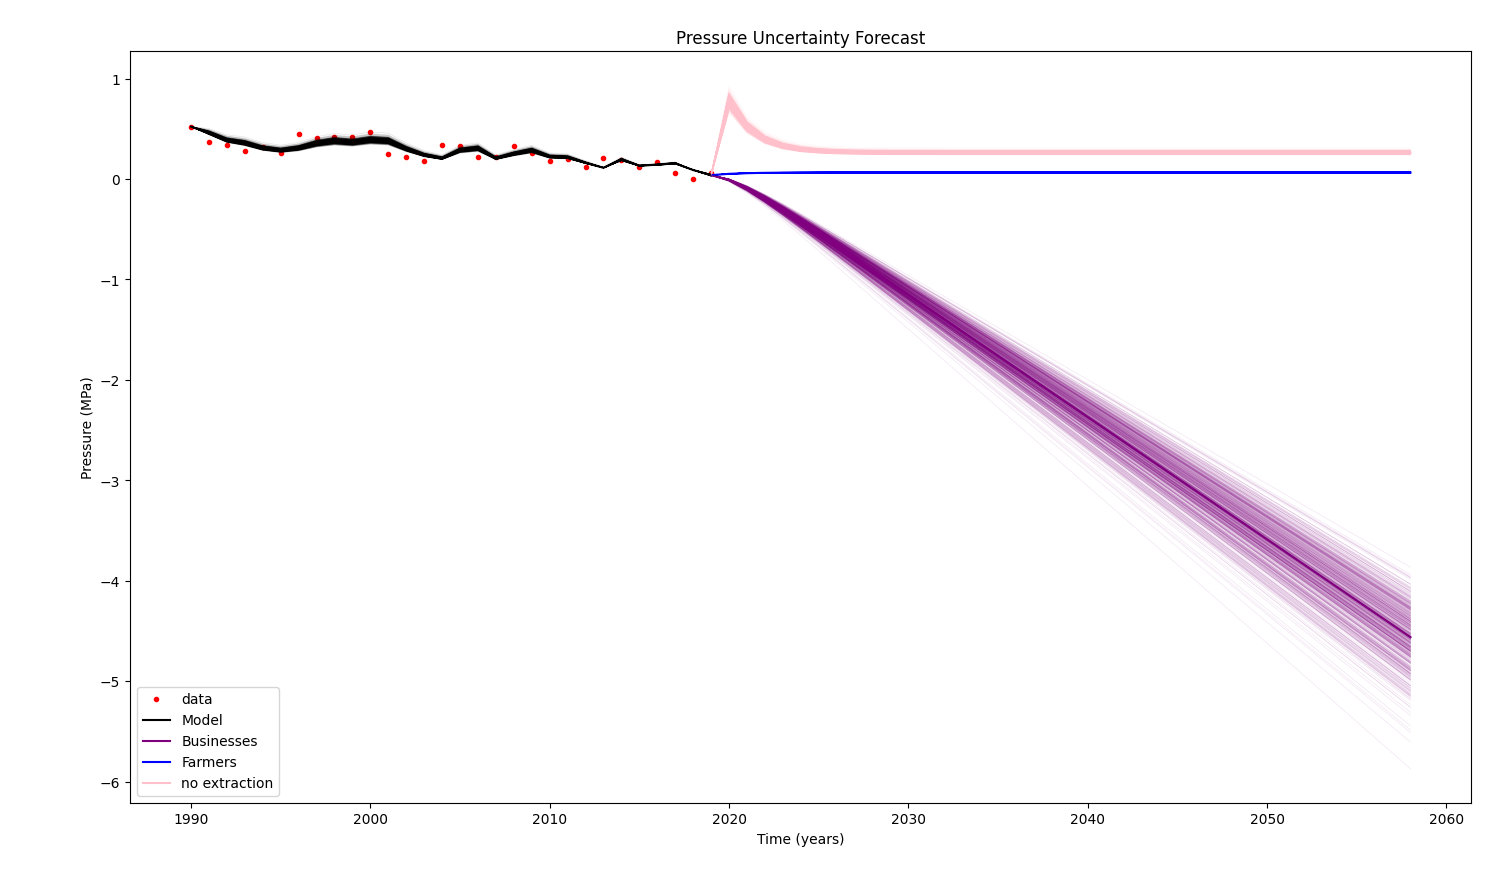 Pressure Uncertainty Forecast
Pressure (MPa)
1
0
−1
−2
−3
−4
−5
−6
data
Model
Businesses
Farmers
no extraction
1990
2000
2010
2020
2030
2040
2050
2060
Time (years)